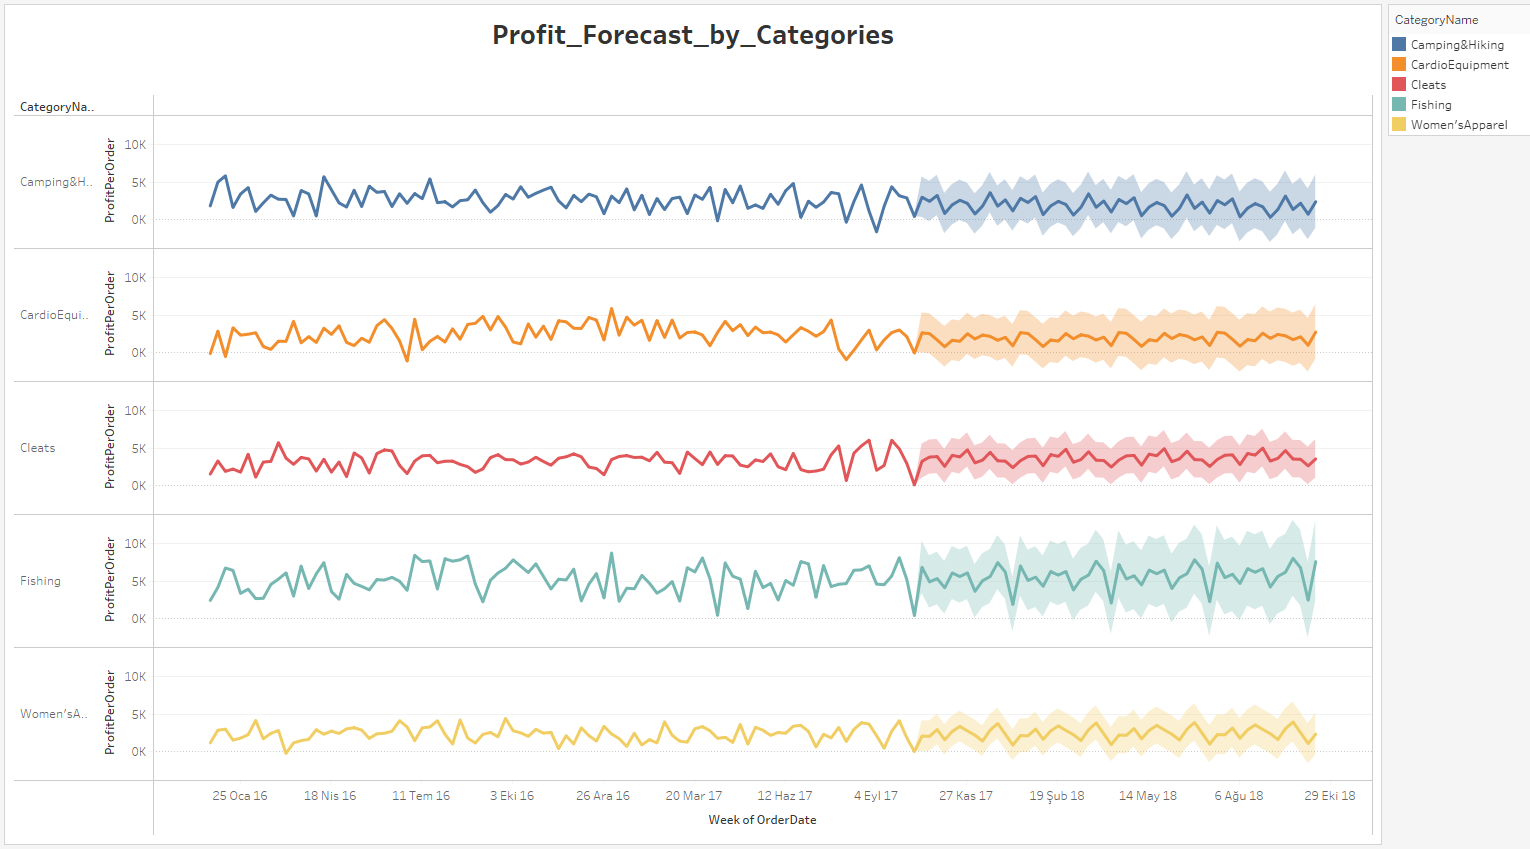 Profit_Forecast_by_Categories
CategoryName
Camping&Hiking
CardioEquipment
Cleats
Fishing
Women'sApparel
CategoryNa..
Camping&H..
ProfitPerOrder
10K
5K
0K
CardioEqui..
ProfitPerOrder
10K
5K
0K
Cleats
ProfitPerOrder
10K
5K
0K
Fishing
ProfitPerOrder
10K
5K
0K
Women'sA..
ProfitPerOrder
10K
5K
0K
25 Oca 16 18 Nis 16 11 Tem 16 3 Eki 16 26 Ara 16 20 Mar 17 12 Haz 17 4 Eyl 17 27 Kas 17 19 Şub 18 14 May 18 6 Ağu 18 29 Eki 18
Week of OrderDate